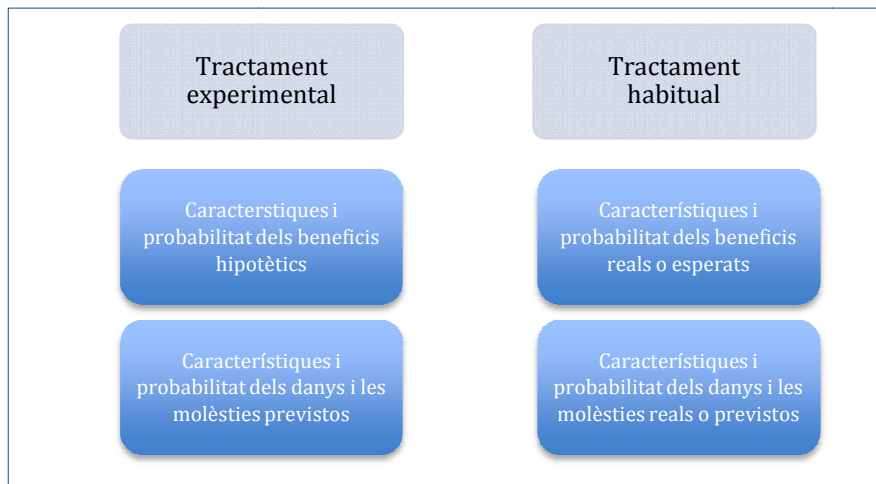 Tractament
experimental
Tractament
habitual
Caracterstiques i
probabilitat dels beneficis
hipotètics
Característiques i
probabilitat dels beneficis
reals o esperats
Característiques i
probabilitat dels danys i les
molèsties previstos
Característiques i
probabilitat dels danys i les
molèsties reals o previstos